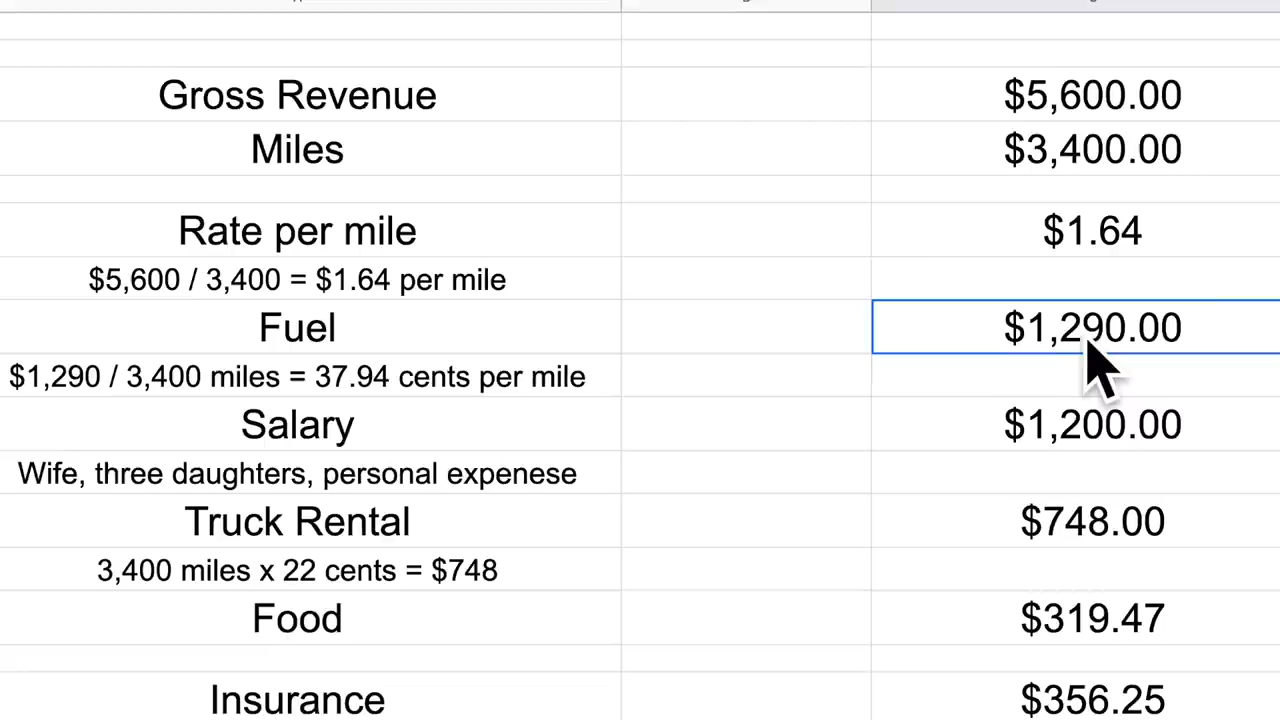 Gross Revenue $5,600.00
Miles $3,400.00
Rate per mile $1.64
$5,600 / 3,400 = $1.64 per mile
Fuel $1,290.00
$1,290 / 3,400 miles = 37.94 cents per mile
Salary $1,200.00
Wife, three daughters, personal expenese
Truck Rental $748.00
3,400 miles x 22 cents = $748
Food $319.47
Insurance $356.25